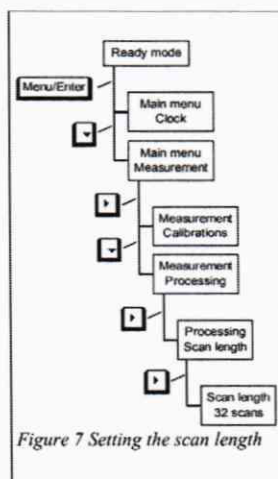 Ready mode
Menu/Enter
Main menu
Clock
Main menu
Measurement
Measurement
Calibrations
Measurement
Processing
Processing
Scan length
Scan length
32 scans
Figure 7 Setting the scan length